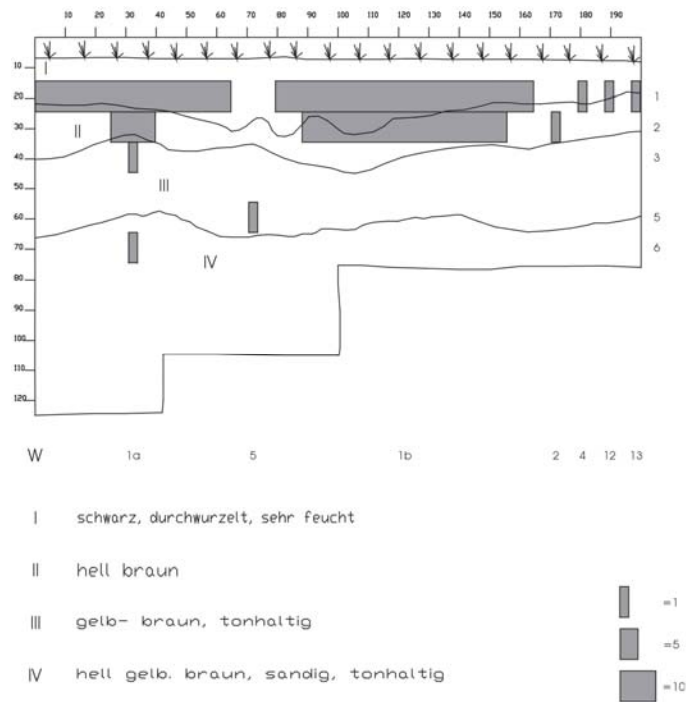 10 20 30 40 50 60 70 80 90 100 110 120 130 140 150 160 170 180 190
I
10
20
1
II
30
2
40
3
III
50
60
5
70
IV
6
80
90
100
110
120
W 1a 5 1b 2 4 12 13
I schwarz, durchwurzelt, sehr feucht
II hell braun
=1
III gelb- braun, tonhaltig
=5
IV hell gelb. braun, sandig, tonhaltig
=10